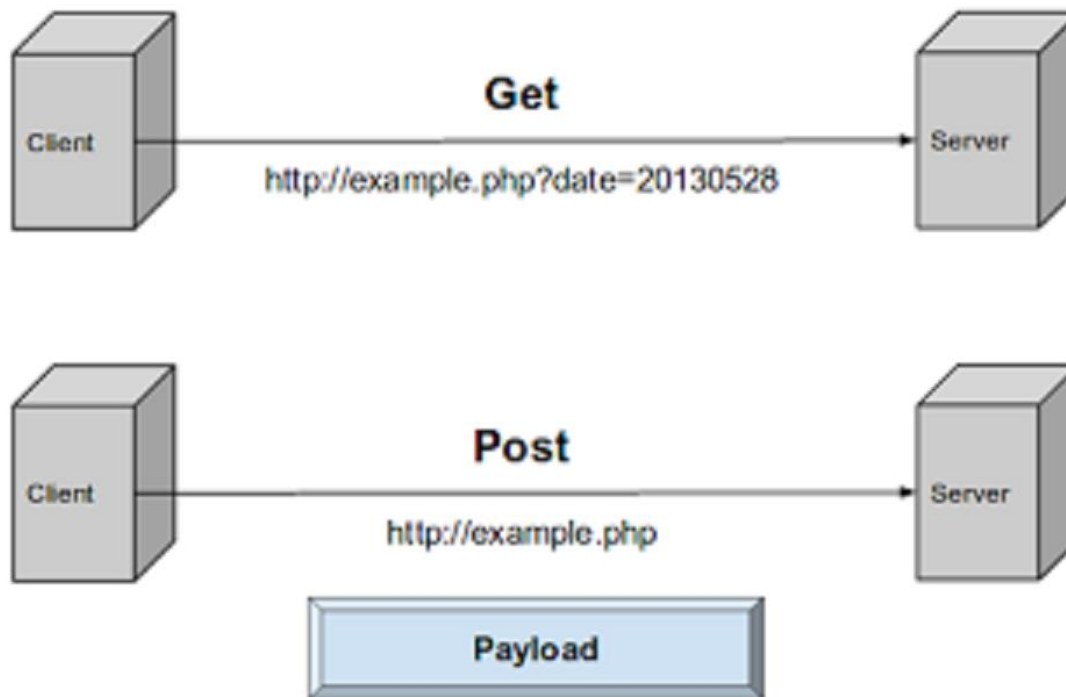 Get
Client
Server
http://example.php?date=20130528
Post
Client
Server
http://example.php
Payload